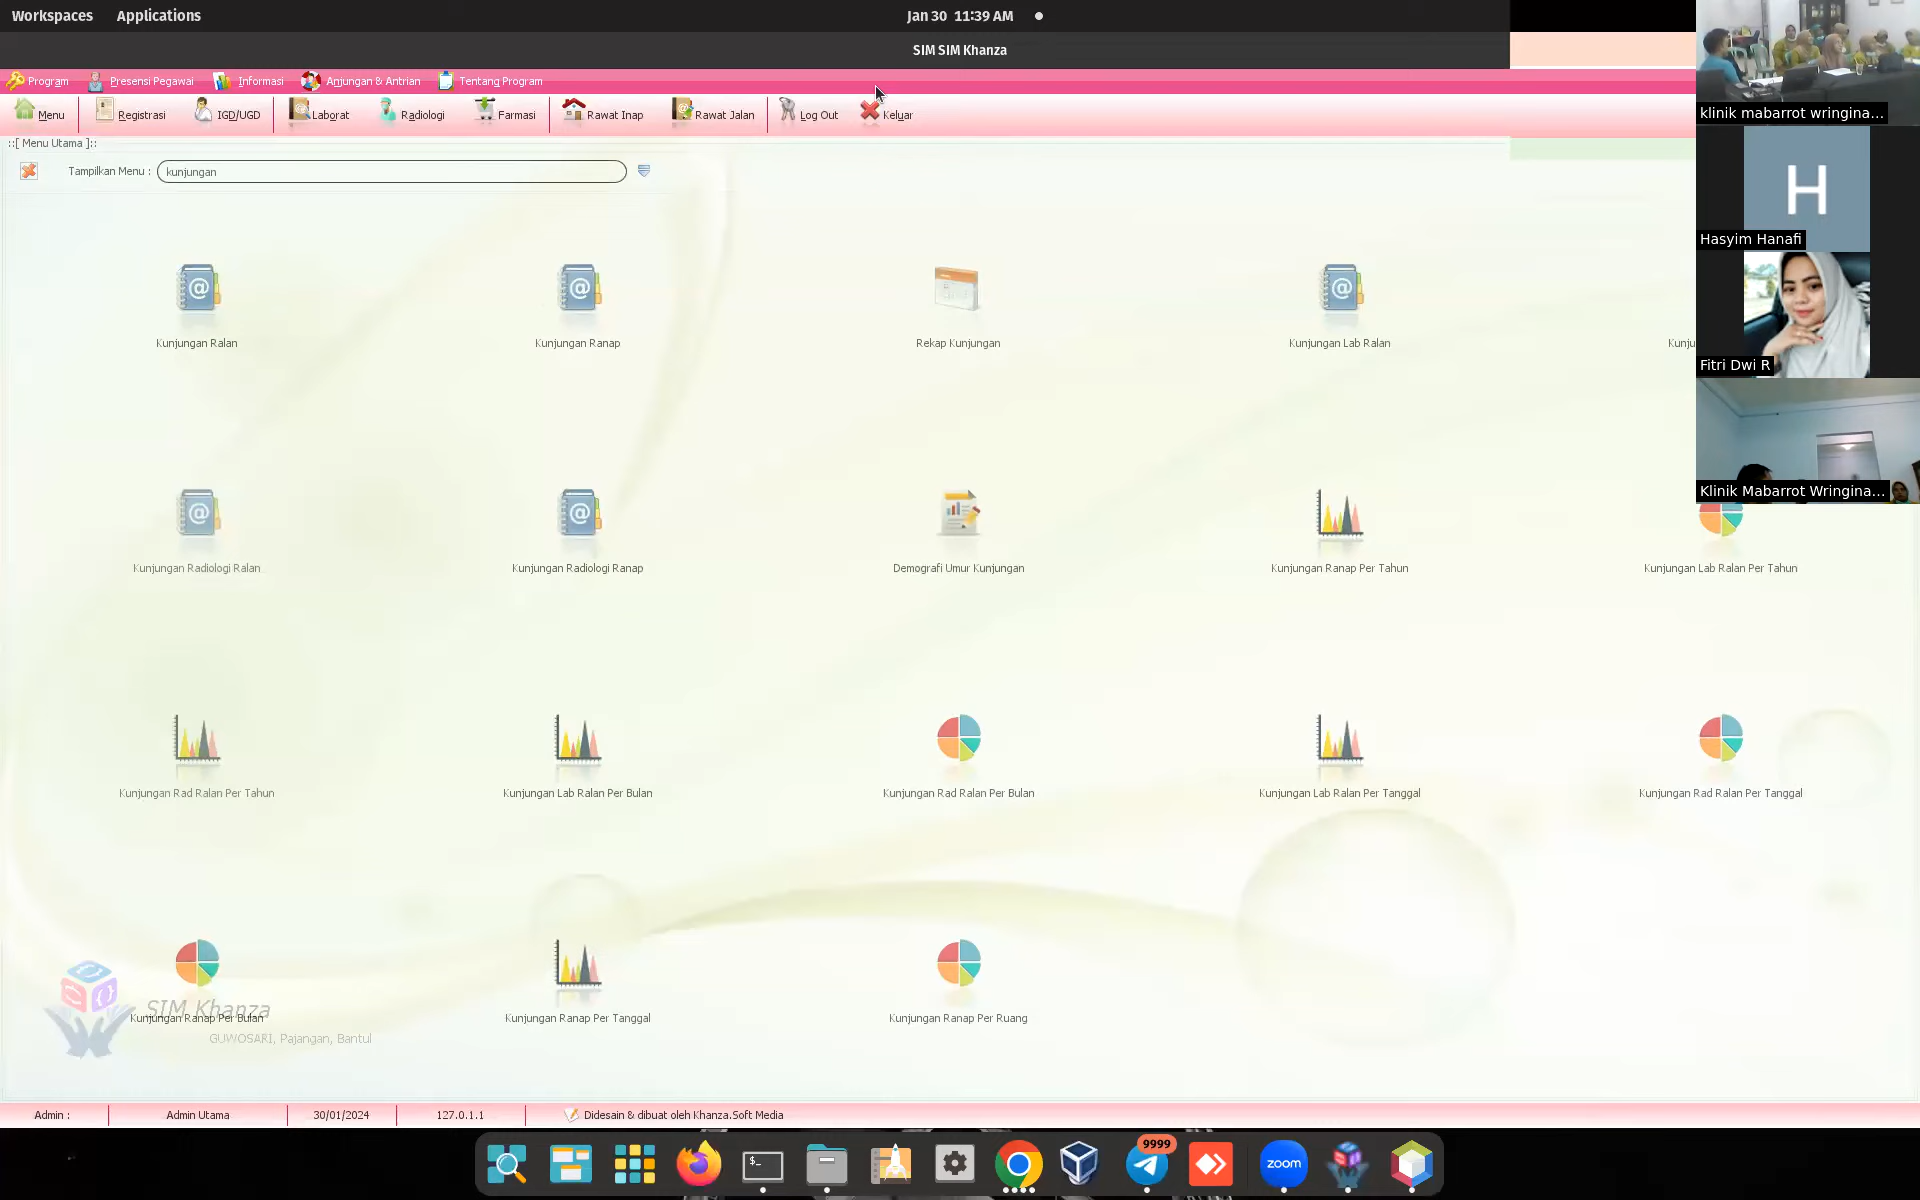 Workspaces Applications Jan 30 11:39 AM
SIM SIM Khanza
Program Presensi Pegawai Informasi Anjungan & Antrian Tentang Program
Menu Registrasi IGD/UGD Laborat Radiologi Farmasi Rawat Inap Rawat Jalan Log Out Keluar
::[ Menu Utama ]::
Tampilkan Menu : kunjungan
klinik mabarrot wringina...
H
Hasyim Hanafi
Fitri Dwi R
Klinik Mabarrot Wringina...
Kunjungan Ralan Kunjungan Ranap Rekap Kunjungan Kunjungan Lab Ralan Kunju
Kunjungan Radiologi Ralan Kunjungan Radiologi Ranap Demografi Umur Kunjungan Kunjungan Ranap Per Tahun Kunjungan Lab Ralan Per Tahun
Kunjungan Rad Ralan Per Tahun Kunjungan Lab Ralan Per Bulan Kunjungan Rad Ralan Per Bulan Kunjungan Lab Ralan Per Tanggal Kunjungan Rad Ralan Per Tanggal
SIM Khanza
Kunjungan Ranap Per Bulan Kunjungan Ranap Per Tanggal Kunjungan Ranap Per Ruang
GUWOSARI, Pajangan, Bantul
Admin : Admin Utama 30/01/2024 127.0.1.1 Didesain & dibuat oleh Khanza.Soft Media
9999
zoom